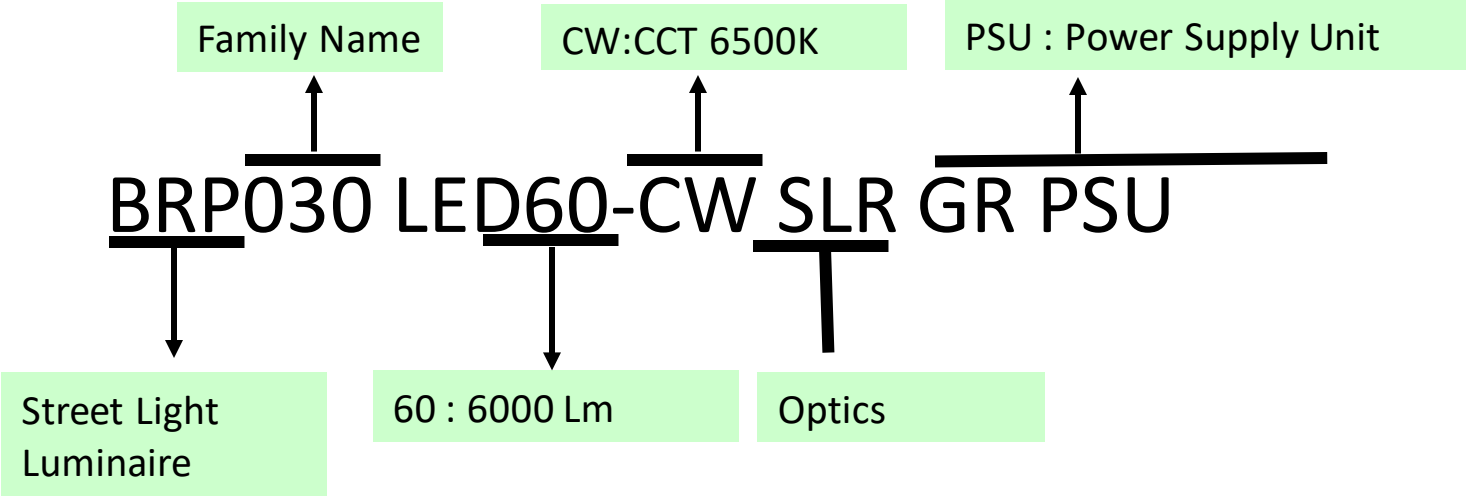 Family Name
CW:CCT 6500K
PSU : Power Supply Unit
BRP030 LED60-CW SLR GR PSU
Street Light
Luminaire
60 : 6000 Lm
Optics